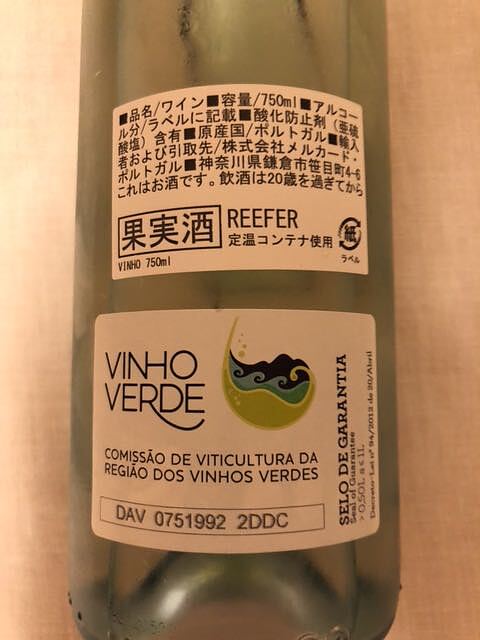 ■品名/ワイン■容量/750ml■アルコー
ル分/ラベルに記載■酸化防止剤（亜硫
酸塩）含有■原産国/ポルトガル■輸入
者および引取先/株式会社メルカード・
ポルトガル■神奈川県鎌倉市笹目町4-6
これはお酒です。飲酒は20歳を過ぎてから
果実酒
REEFER
定温コンテナ使用
紙
ラベル
VINHO 750ml
VINHO
VERDE
COMISSÃO DE VITICULTURA DA
REGIÃO DOS VINHOS VERDES
DAV 0751992 2DDC
SELO DE GARANTIA
Seal of Guarantee
> 0,50L a ≤ 1L
Decreto-Lei nº 94/2012 de 20/Abril